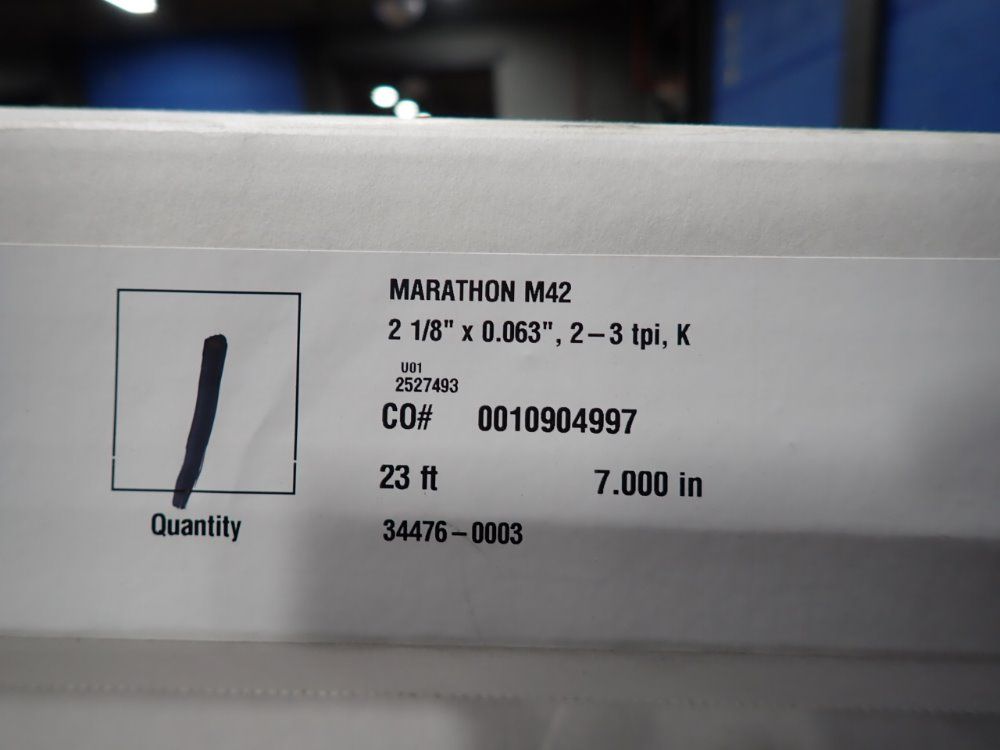 MARATHON M42
2 1/8" x 0.063", 2–3 tpi, K
U01
2527493
CO# 0010904997
23 ft 7.000 in
34476–0003
1
Quantity